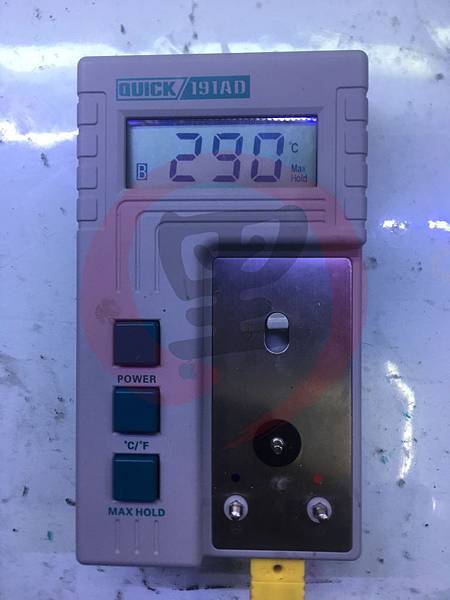 QUICK/191AD
290 °C
B
Max
Hold
POWER
°C/°F
MAX HOLD